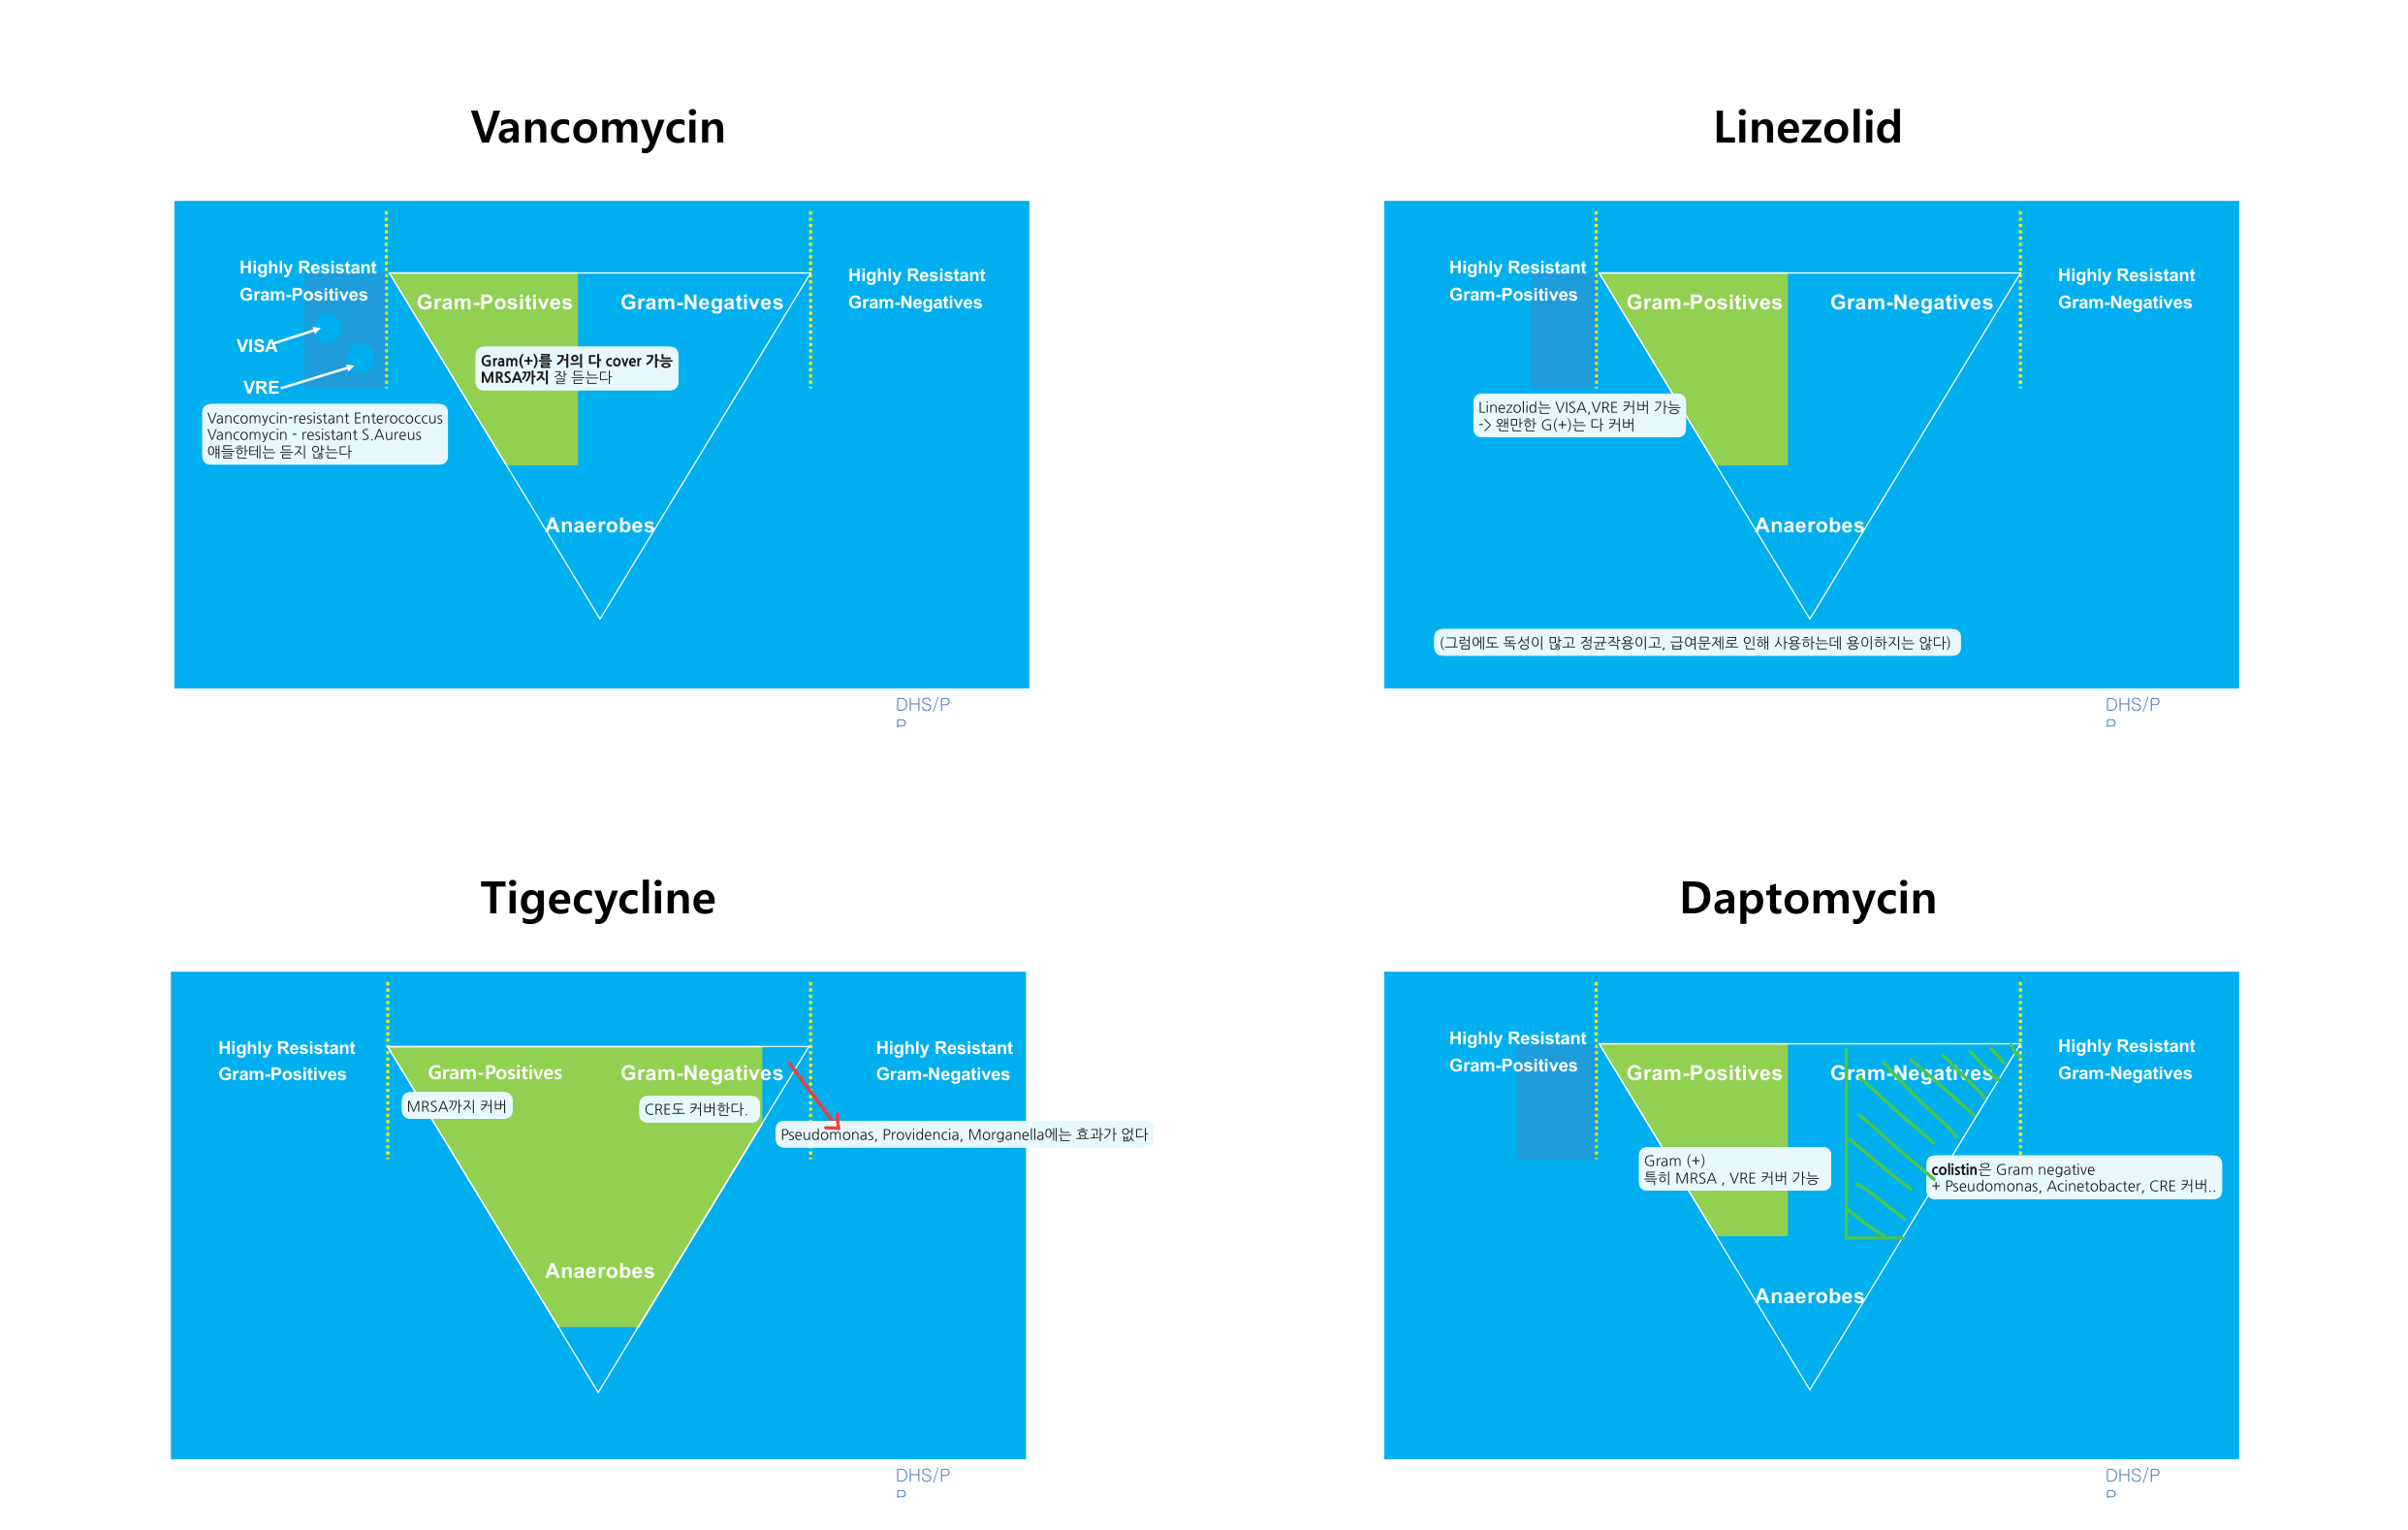 Vancomycin
Highly Resistant
Gram-Positives
Gram-Positives
Gram-Negatives
Highly Resistant
Gram-Negatives
VISA
VRE
Gram(+)를 거의 다 cover 가능
MRSA까지 잘 듣는다
Vancomycin-resistant Enterococcus
Vancomycin - resistant S.Aureus
얘들한테는 듣지 않는다
Anaerobes
DHS/P
P
Linezolid
Highly Resistant
Gram-Positives
Gram-Positives
Gram-Negatives
Highly Resistant
Gram-Negatives
Linezolid는 VISA,VRE 커버 가능
-> 왠만한 G(+)는 다 커버
Anaerobes
(그럼에도 독성이 많고 정균작용이고, 급여문제로 인해 사용하는데 용이하지는 않다)
DHS/P
P
Tigecycline
Highly Resistant
Gram-Positives
Gram-Positives
Gram-Negatives
Highly Resistant
Gram-Negatives
MRSA까지 커버
CRE도 커버한다.
Pseudomonas, Providencia, Morganella에는 효과가 없다
Anaerobes
DHS/P
P
Daptomycin
Highly Resistant
Gram-Positives
Gram-Positives
Gram-Negatives
Highly Resistant
Gram-Negatives
Gram (+)
특히 MRSA , VRE 커버 가능
colistin은 Gram negative
+ Pseudomonas, Acinetobacter, CRE 커버..
Anaerobes
DHS/P
P